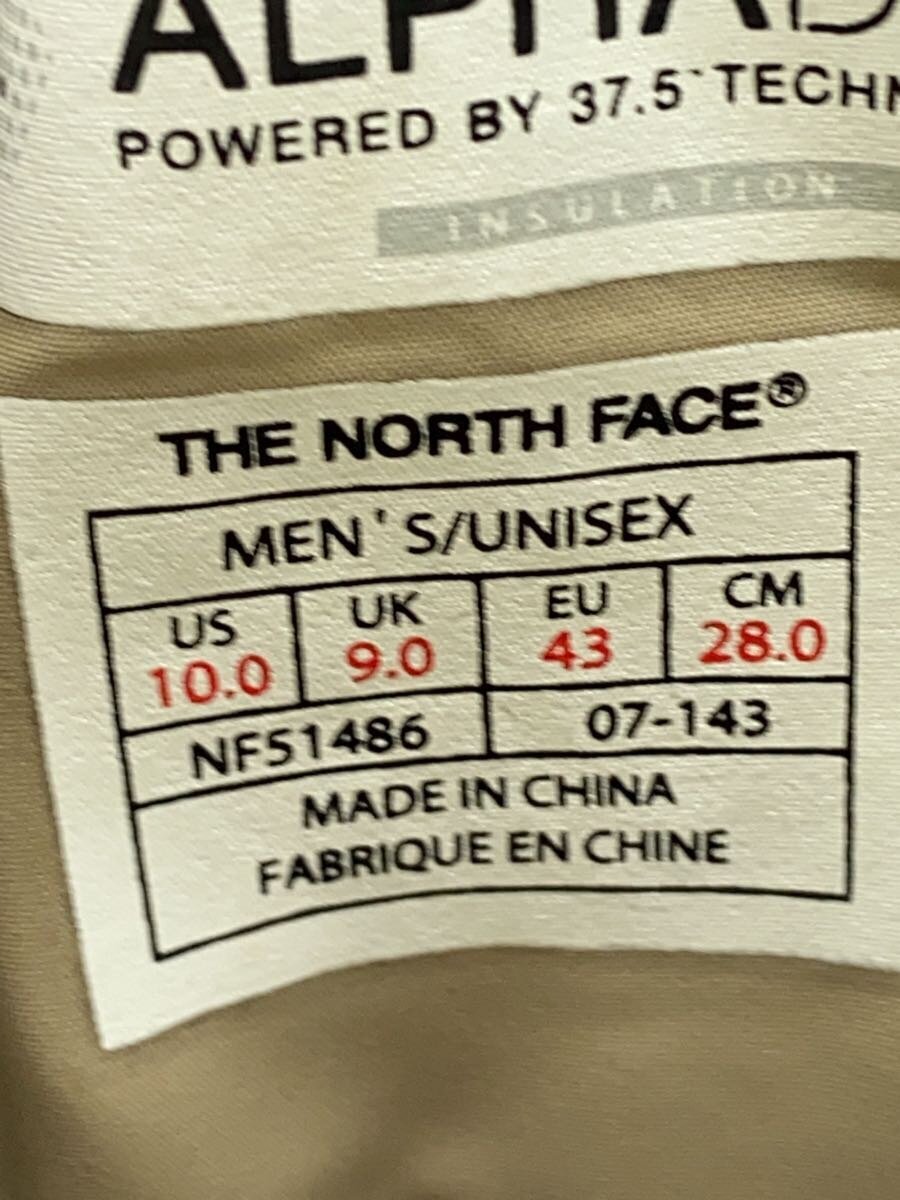 POWERED BY 37.5™
INSULATION
THE NORTH FACE®
MEN'S/UNISEX
US UK EU CM
10.0 9.0 43 28.0
NF51486 07-143
MADE IN CHINA
FABRIQUE EN CHINE